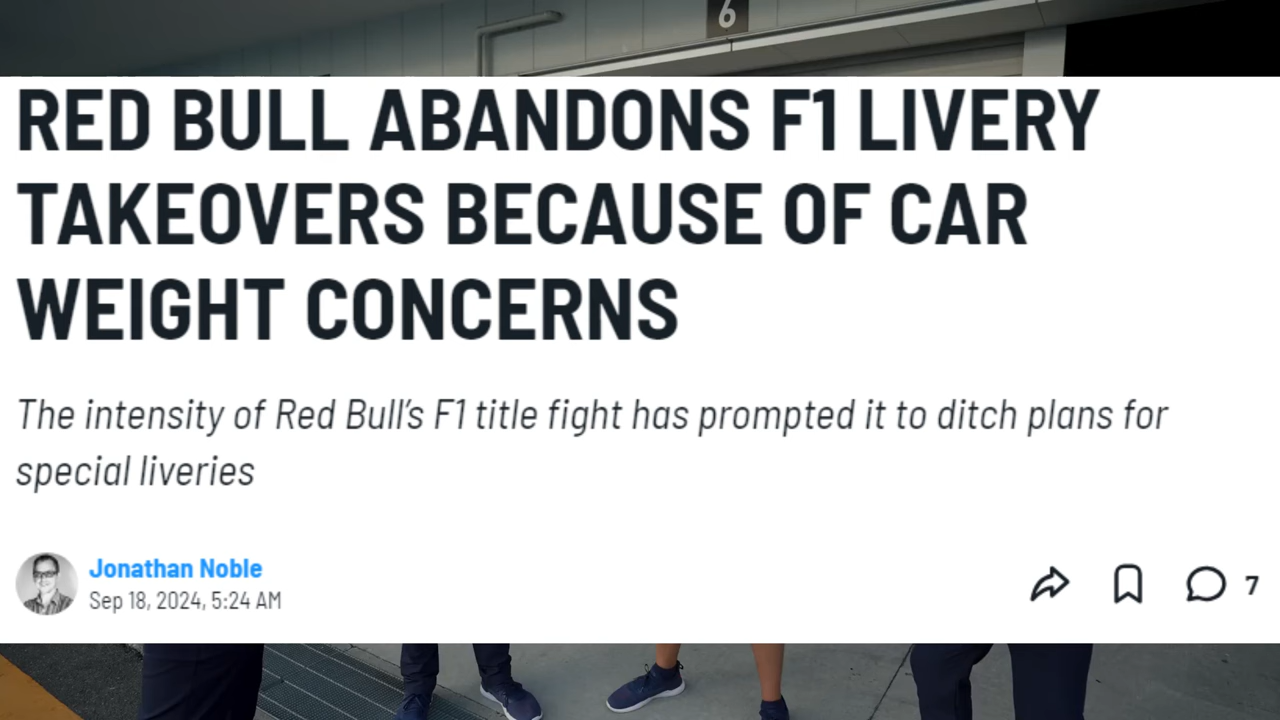 6
RED BULL ABANDONS F1 LIVERY
TAKEOVERS BECAUSE OF CAR
WEIGHT CONCERNS
The intensity of Red Bull's F1 title fight has prompted it to ditch plans for
special liveries
Jonathan Noble
Sep 18, 2024, 5:24 AM
7